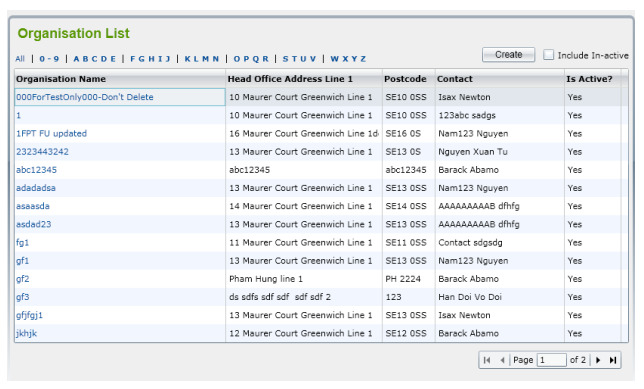 Organisation List
All | 0 - 9 | A B C D E | F G H I J | K L M N | O P Q R | S T U V | W X Y Z Create Include In-active
Organisation Name Head Office Address Line 1 Postcode Contact Is Active?
000ForTestOnly000-Don't Delete 10 Maurer Court Greenwich Line 1 SE10 0SS Isax Newton Yes
1 10 Maurer Court Greenwich Line 1 SE10 0SS 123abc sadgs Yes
1FPT FU updated 16 Maurer Court Greenwich Line 1d SE16 0S Nam123 Nguyen Yes
2323443242 13 Maurer Court Greenwich Line 1 SE13 0S Nguyen Xuan Tu Yes
abc12345 abc12345 abc12345 Barack Abamo Yes
adadadsa 13 Maurer Court Greenwich Line 1 SE13 0SS Nam123 Nguyen Yes
asaasda 14 Maurer Court Greenwich Line 1 SE14 0SS AAAAAAAAAB dfhfg Yes
asdad23 13 Maurer Court Greenwich Line 1 SE13 0SS AAAAAAAAAB dfhfg Yes
fg1 11 Maurer Court Greenwich Line 1 SE11 0SS Contact sdgsdg Yes
gf1 13 Maurer Court Greenwich Line 1 SE13 0SS Nam123 Nguyen Yes
gf2 Pham Hung line 1 PH 2224 Barack Abamo Yes
gf3 ds sdfs sdf sdf sdf sdf 2 123 Han Doi Vo Doi Yes
gfjfgj1 13 Maurer Court Greenwich Line 1 SE13 0SS Isax Newton Yes
jkhjk 12 Maurer Court Greenwich Line 1 SE12 0SS Barack Abamo Yes
Page 1 of 2